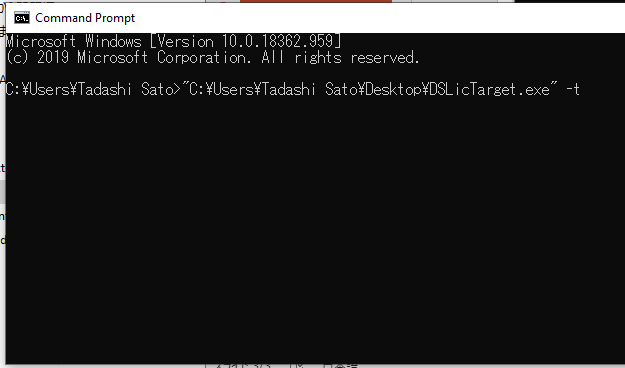 Command Prompt
Microsoft Windows [Version 10.0.18362.959]
(c) 2019 Microsoft Corporation. All rights reserved.
C:¥Users¥Tadashi Sato>"C:¥Users¥Tadashi Sato¥Desktop¥DSLicTarget.exe" -t